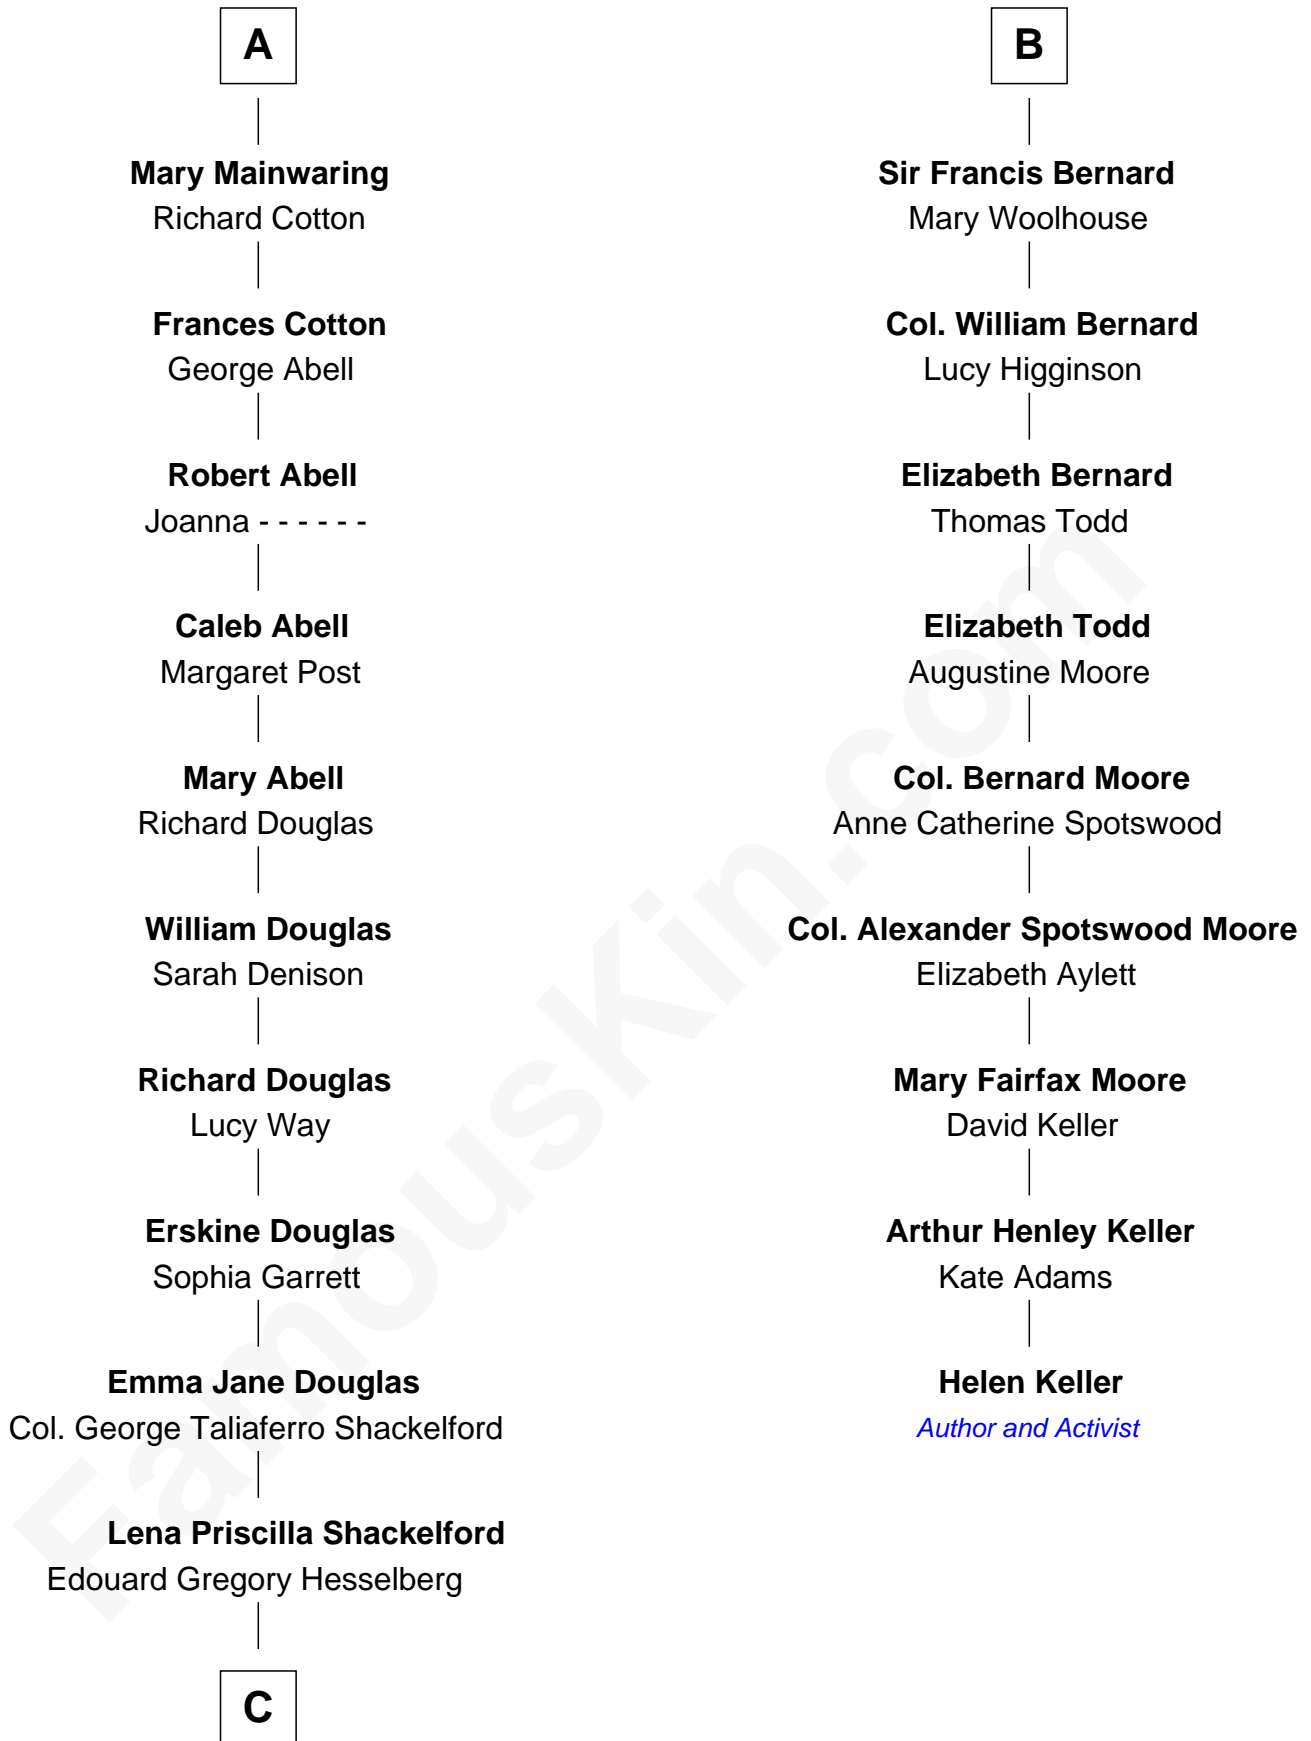 A
Mary Mainwaring
Richard Cotton
Frances Cotton
George Abell
Robert Abell
Joanna - - - - - -
Caleb Abell
Margaret Post
Mary Abell
Richard Douglas
William Douglas
Sarah Denison
Richard Douglas
Lucy Way
Erskine Douglas
Sophia Garrett
Emma Jane Douglas
Col. George Taliaferro Shackelford
Lena Priscilla Shackelford
Edouard Gregory Hesselberg
C
B
Sir Francis Bernard
Mary Woolhouse
Col. William Bernard
Lucy Higginson
Elizabeth Bernard
Thomas Todd
Elizabeth Todd
Augustine Moore
Col. Bernard Moore
Anne Catherine Spotswood
Col. Alexander Spotswood Moore
Elizabeth Aylett
Mary Fairfax Moore
David Keller
Arthur Henley Keller
Kate Adams
Helen Keller
Author and Activist
FamousKin.com